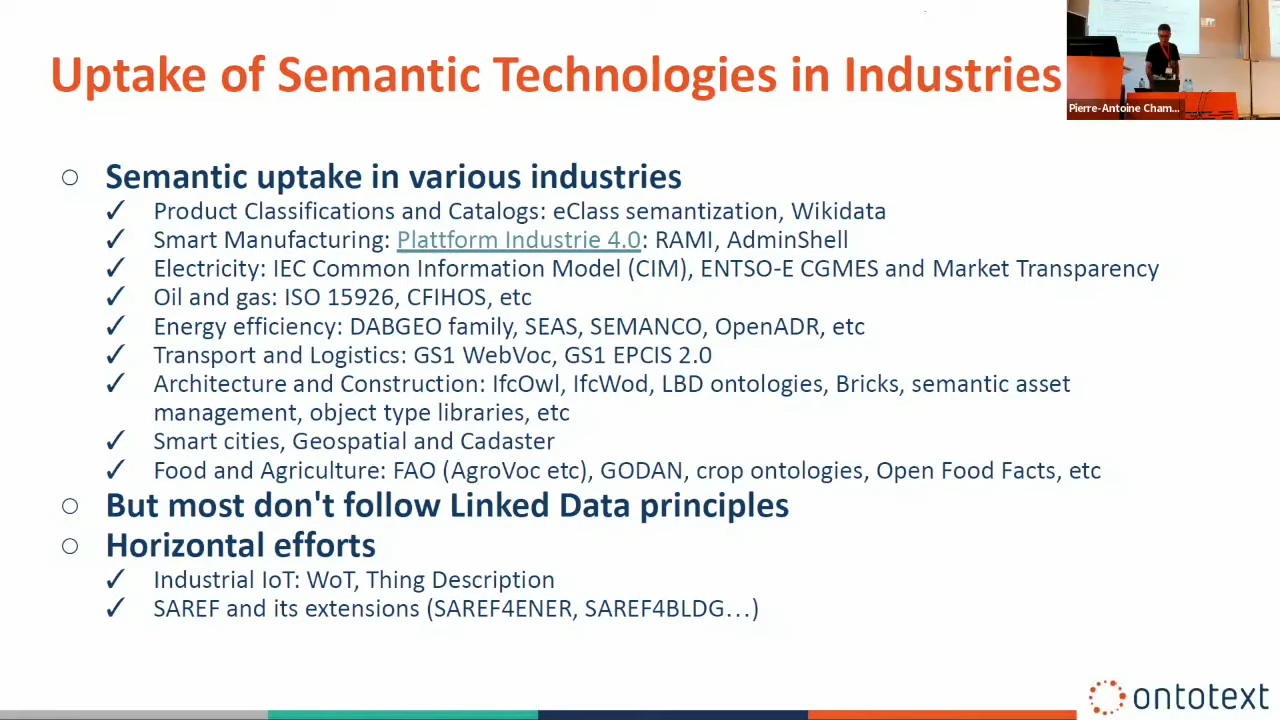 Uptake of Semantic Technologies in Industries
Pierre-Antoine Cham...
○ Semantic uptake in various industries
✓ Product Classifications and Catalogs: eClass semantization, Wikidata
✓ Smart Manufacturing: Plattform Industrie 4.0: RAMI, AdminShell
✓ Electricity: IEC Common Information Model (CIM), ENTSO-E CGMES and Market Transparency
✓ Oil and gas: ISO 15926, CFIHOS, etc
✓ Energy efficiency: DABGEO family, SEAS, SEMANCO, OpenADR, etc
✓ Transport and Logistics: GS1 WebVoc, GS1 EPCIS 2.0
✓ Architecture and Construction: IfcOwl, IfcWod, LBD ontologies, Bricks, semantic asset
management, object type libraries, etc
✓ Smart cities, Geospatial and Cadaster
✓ Food and Agriculture: FAO (AgroVoc etc), GODAN, crop ontologies, Open Food Facts, etc
○ But most don't follow Linked Data principles
○ Horizontal efforts
✓ Industrial IoT: WoT, Thing Description
✓ SAREF and its extensions (SAREF4ENER, SAREF4BLDG…)
ontotext